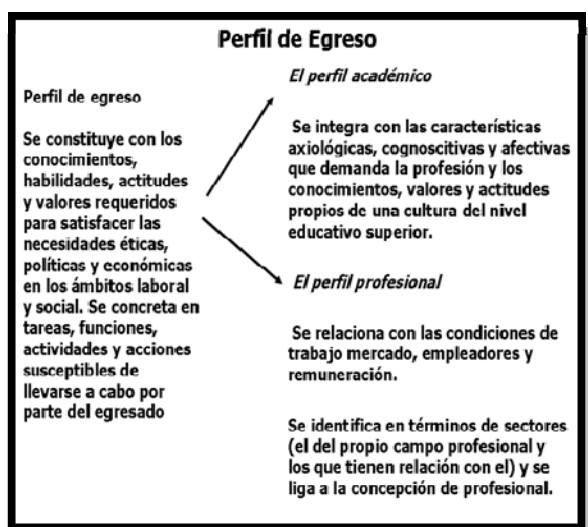 Perfil de Egreso
Perfil de egreso
Se constituye con los
conocimientos,
habilidades, actitudes
y valores requeridos
para satisfacer las
necesidades éticas,
políticas y económicas
en los ámbitos laboral
y social. Se concreta en
tareas, funciones,
actividades y acciones
susceptibles de
llevarse a cabo por
parte del egresado
El perfil académico
Se integra con las características
axiológicas, cognoscitivas y afectivas
que demanda la profesión y los
conocimientos, valores y actitudes
propios de una cultura del nivel
educativo superior.
El perfil profesional
Se relaciona con las condiciones de
trabajo mercado, empleadores y
remuneración.
Se identifica en términos de sectores
(el del propio campo profesional y
los que tienen relación con el) y se
liga a la concepción de profesional.